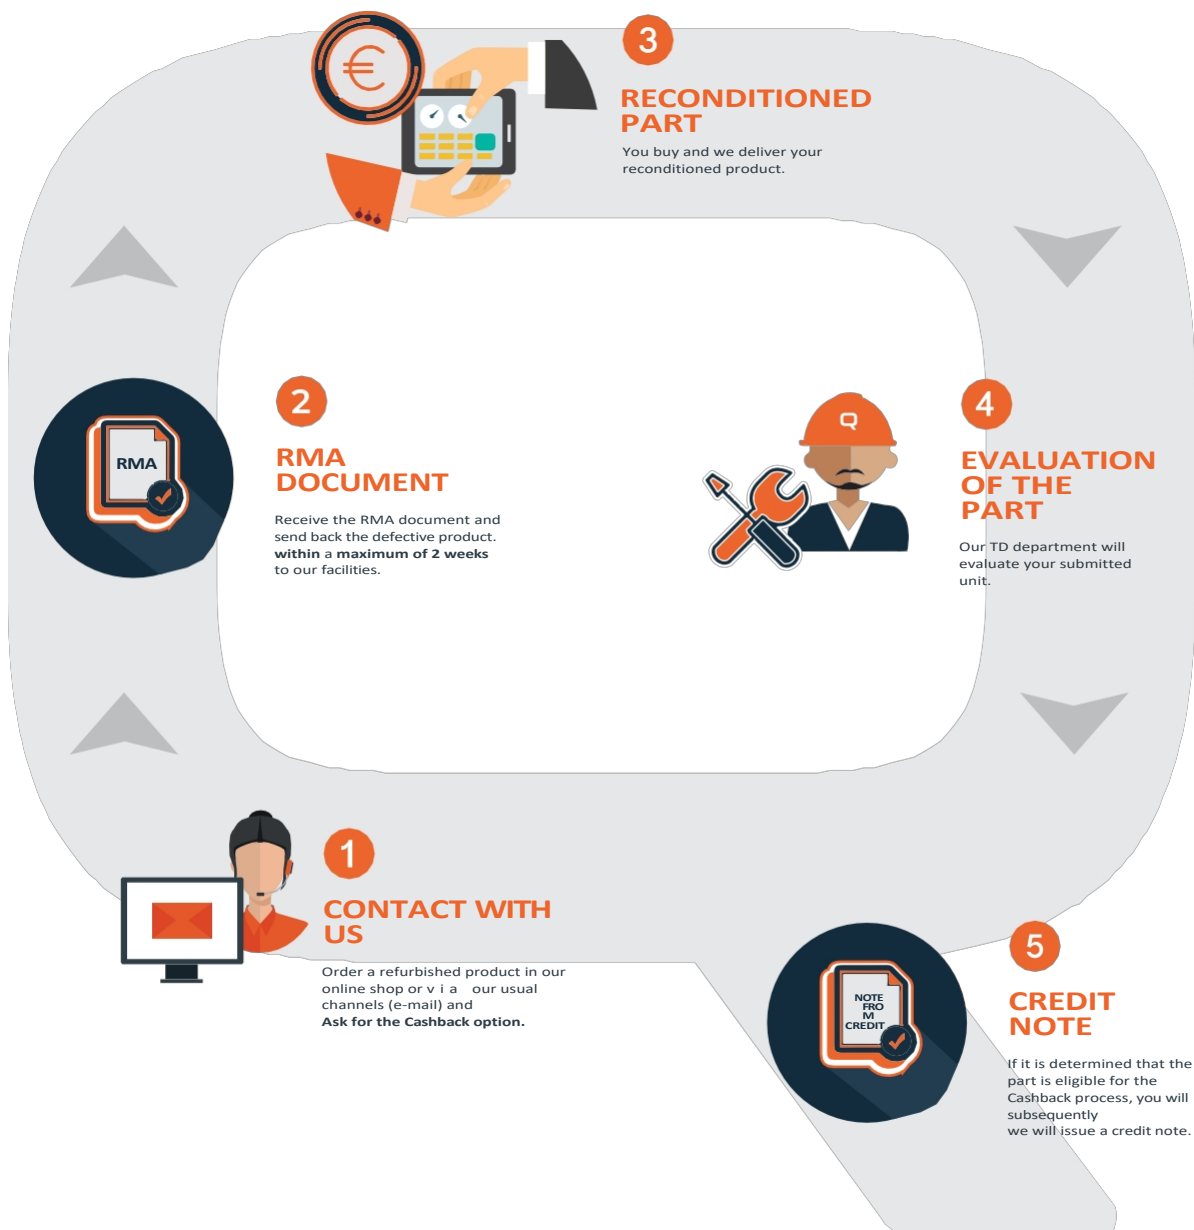 1
CONTACT WITH
US
Order a refurbished product in our
online shop or v i a our usual
channels (e-mail) and
Ask for the Cashback option.
2
RMA
RMA
DOCUMENT
Receive the RMA document and
send back the defective product.
within a maximum of 2 weeks
to our facilities.
€
3
RECONDITIONED
PART
You buy and we deliver your
reconditioned product.
Q
4
EVALUATION
OF THE
PART
Our TD department will
evaluate your submitted
unit.
NOTE
FRO
M
CREDIT
5
CREDIT
NOTE
If it is determined that the
part is eligible for the
Cashback process, you will
subsequently
we will issue a credit note.